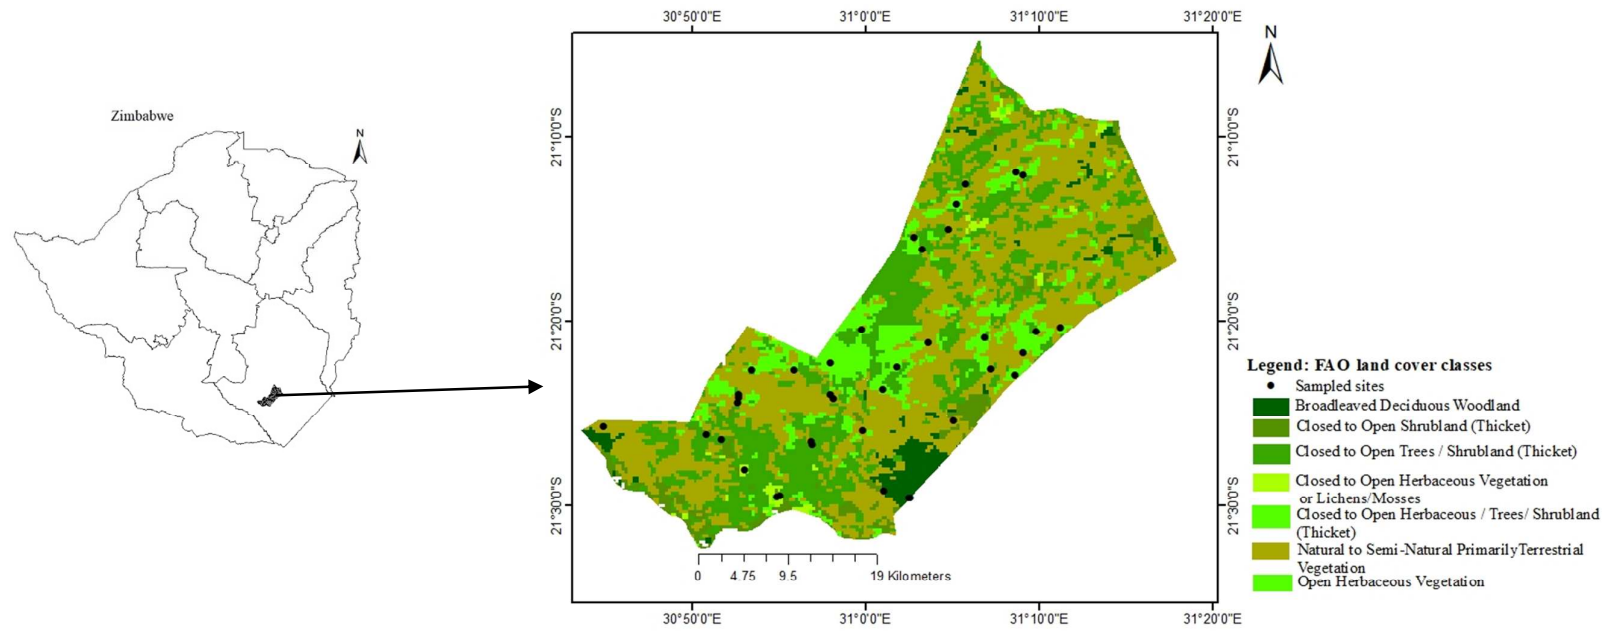 30°50'0"E 31°0'0"E 31°10'0"E 31°20'0"E
N
Zimbabwe
N
21°10'0"S 21°10'0"S
21°20'0"S 21°20'0"S
21°30'0"S 21°30'0"S
Legend: FAO land cover classes
Sampled sites
Broadleaved Deciduous Woodland
Closed to Open Shrubland (Thicket)
Closed to Open Trees / Shrubland (Thicket)
Closed to Open Herbaceous Vegetation
or Lichens/Mosses
Closed to Open Herbaceous / Trees/ Shrubland
(Thicket)
Natural to Semi-Natural PrimarilyTerrestrial
Vegetation
Open Herbaceous Vegetation
0 4.75 9.5 19 Kilometers
30°50'0"E 31°0'0"E 31°10'0"E 31°20'0"E